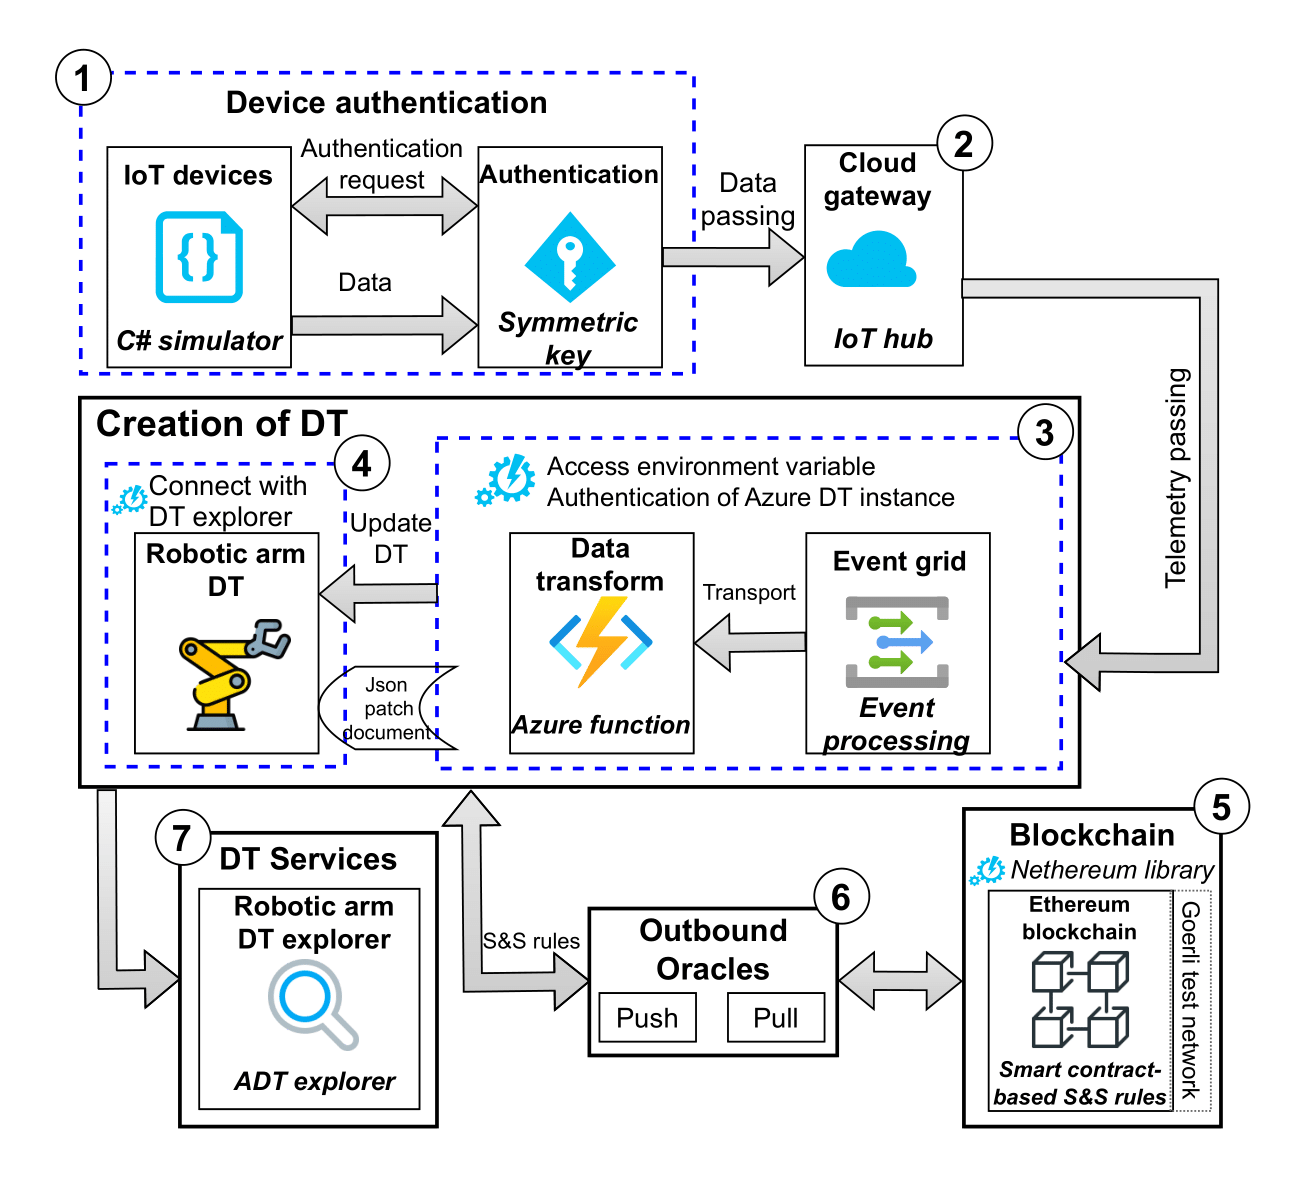 1
Device authentication
IoT devices
C# simulator
Authentication
request
Data
Authentication
Symmetric
key
Data
passing
2
Cloud
gateway
IoT hub
Telemetry passing
Creation of DT
3
Access environment variable
Authentication of Azure DT instance
4
Connect with
DT explorer
Robotic arm
DT
Update
DT
Json
patch
document
Data
transform
Azure function
Transport
Event grid
Event
processing
7
DT Services
Robotic arm
DT explorer
ADT explorer
S&S rules
6
Outbound
Oracles
Push
Pull
5
Blockchain
Nethereum library
Ethereum
blockchain
Smart contract-
based S&S rules
Goerli test network